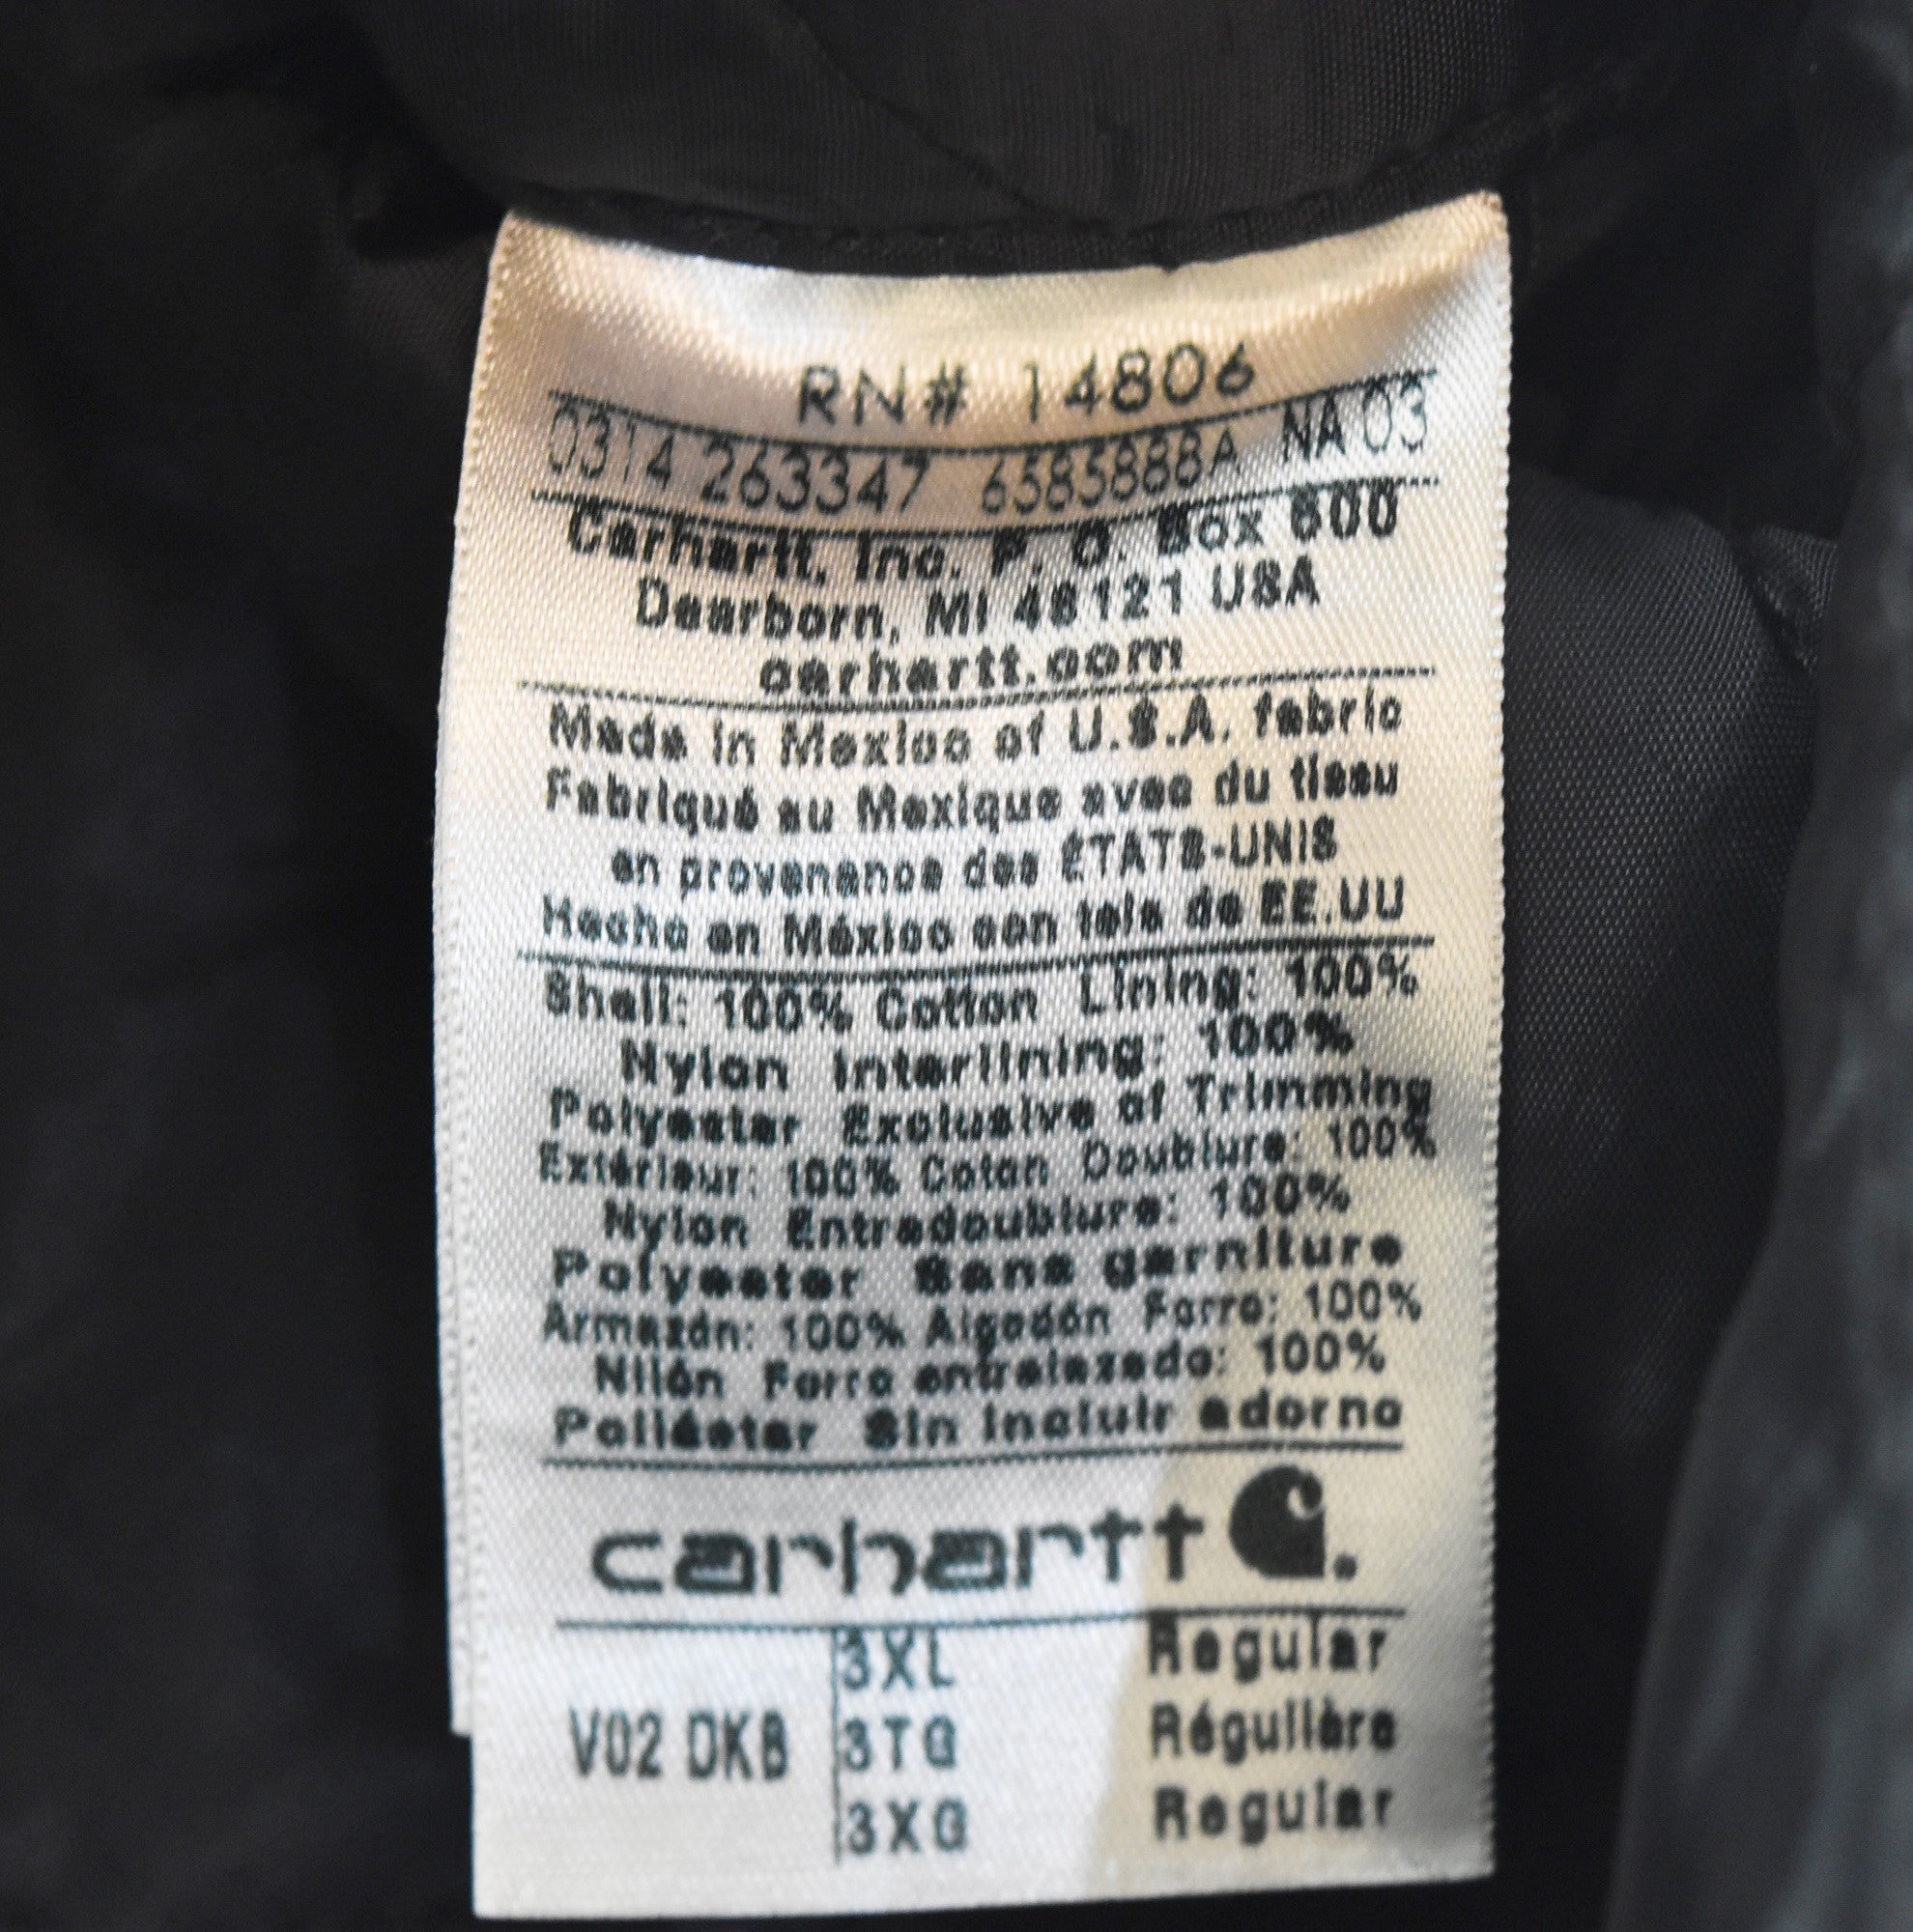 RN# 14806
0314 263347 6585888A NA 03
Carhartt, Inc. P. O. Box 600
Dearborn, MI 48121 USA
carhartt.com
Made in Mexico of U.S.A. fabric
Fabriqué au Mexique avec du tissu
en provenance des ÉTATS-UNIS
Hecho en México con tela de EE.UU
Shell: 100% Cotton Lining: 100%
Nylon Interlining: 100%
Polyester Exclusive of Trimming
Extérieur: 100% Coton Doublure: 100%
Nylon Entredoublure: 100%
Polyester Sans garniture
Armazón: 100% Algodón Forro: 100%
Nilón Forro entrelazado: 100%
Poliéster Sin incluir adorno
carhartt
3XL Regular
V02 DKB 3TG Régulière
3XG Regular